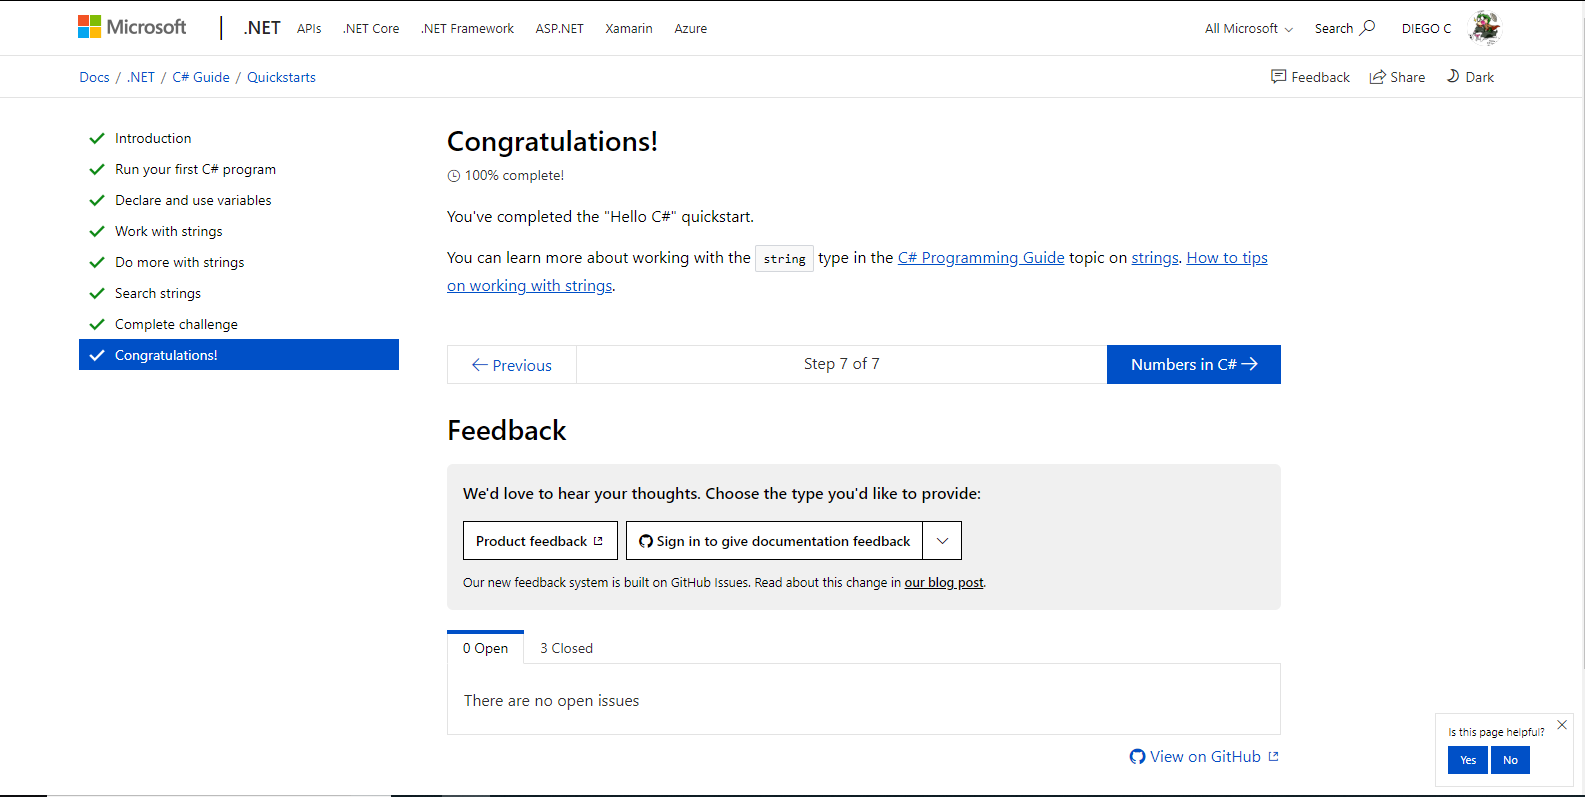 Microsoft .NET APIs .NET Core .NET Framework ASP.NET Xamarin Azure All Microsoft Search DIEGO C
Docs / .NET / C# Guide / Quickstarts Feedback Share Dark
Introduction
Run your first C# program
Declare and use variables
Work with strings
Do more with strings
Search strings
Complete challenge
Congratulations!
Congratulations!
100% complete!
You've completed the "Hello C#" quickstart.
You can learn more about working with the string type in the C# Programming Guide topic on strings. How to tips
on working with strings.
Previous Step 7 of 7 Numbers in C#
Feedback
We'd love to hear your thoughts. Choose the type you'd like to provide:
Product feedback Sign in to give documentation feedback
Our new feedback system is built on GitHub Issues. Read about this change in our blog post.
0 Open 3 Closed
There are no open issues
View on GitHub
Is this page helpful?
Yes No